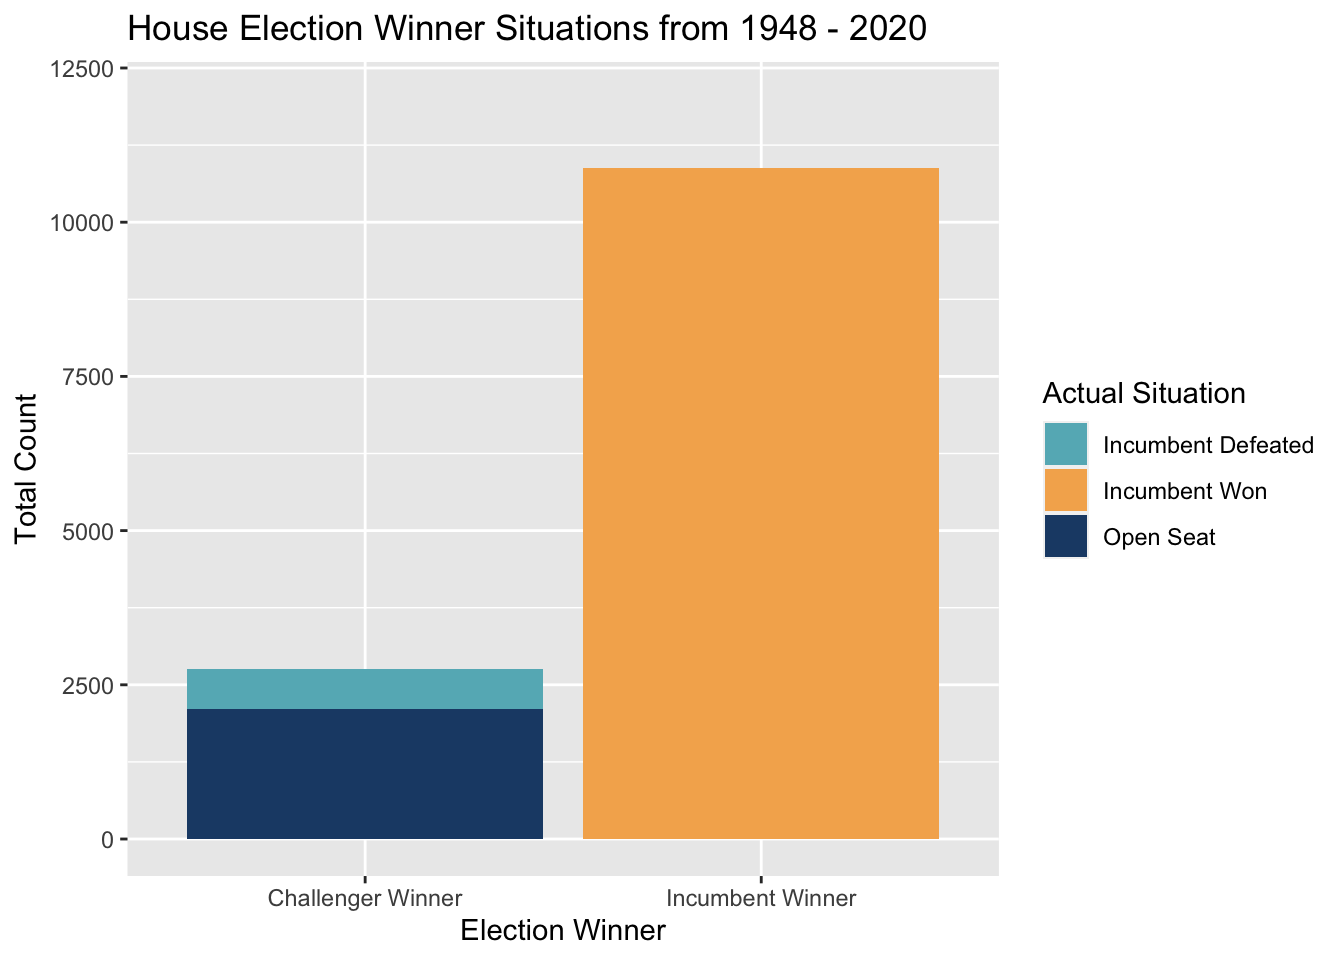 House Election Winner Situations from 1948 - 2020
12500
10000
7500
5000
2500
0
Total Count
Challenger Winner
Incumbent Winner
Election Winner
Actual Situation
Incumbent Defeated
Incumbent Won
Open Seat